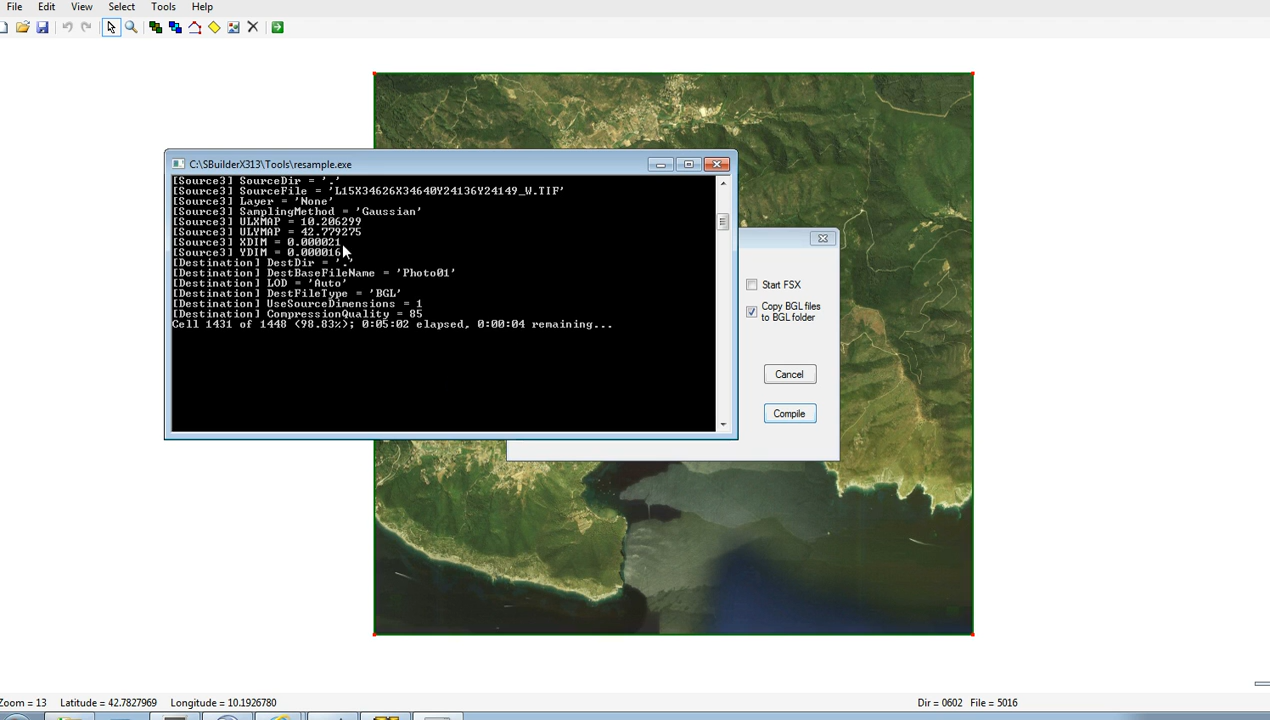 File Edit View Select Tools Help
C:\SBuilderX313\Tools\resample.exe
[Source3] SourceDir = '.'
[Source3] SourceFile = 'L15X34626X34640Y24136Y24149_W.TIF'
[Source3] Layer = 'None'
[Source3] SamplingMethod = 'Gaussian'
[Source3] ULXMAP = 10.206299
[Source3] ULYMAP = 42.779275
[Source3] XDIM = 0.000021
[Source3] YDIM = 0.000016
[Destination] DestDir = '.'
[Destination] DestBaseFileName = 'Photo01'
[Destination] LOD = 'Auto'
[Destination] DestFileType = 'BGL'
[Destination] UseSourceDimensions = 1
[Destination] CompressionQuality = 85
Cell 1431 of 1448 (98.83%); 0:05:02 elapsed, 0:00:04 remaining...
Start FSX
Copy BGL files
to BGL folder
Cancel
Compile
Zoom = 13 Latitude = 42.7827969 Longitude = 10.1926780 Dir = 0602 File = 5016